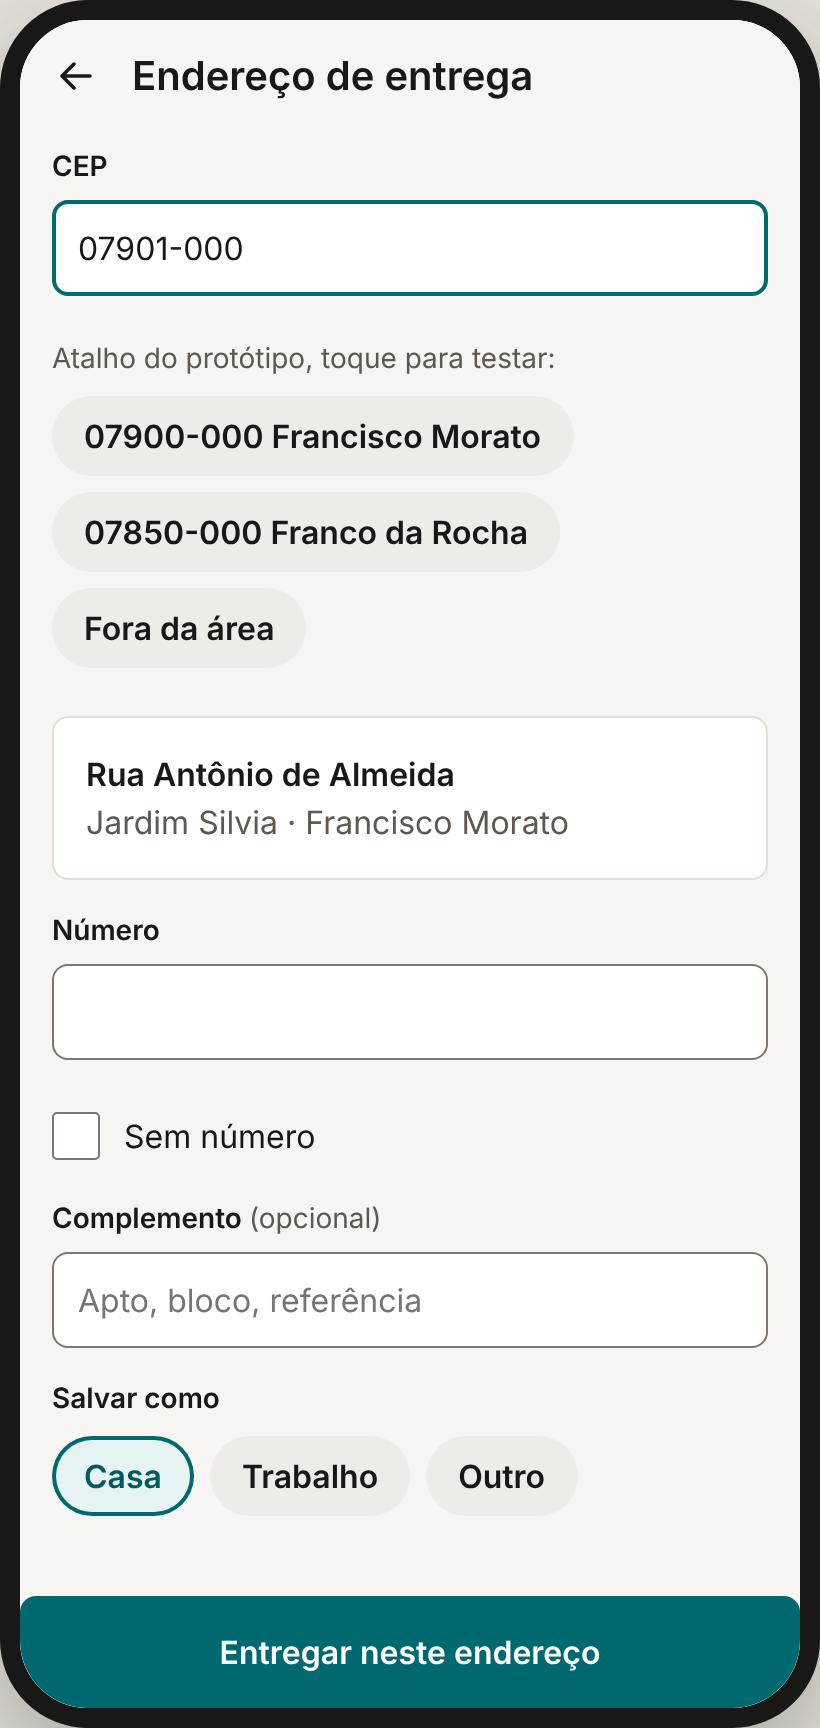 Endereço de entrega
CEP
07901-000
Atalho do protótipo, toque para testar:
07900-000 Francisco Morato
07850-000 Franco da Rocha
Fora da área
Rua Antônio de Almeida
Jardim Silvia · Francisco Morato
Número
Sem número
Complemento (opcional)
Apto, bloco, referência
Salvar como
Casa Trabalho Outro
Entregar neste endereço